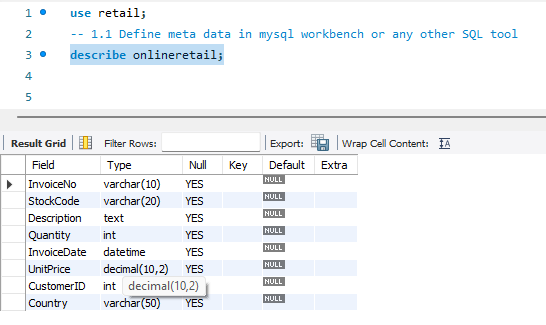 1 use retail;
2 -- 1.1 Define meta data in mysql workbench or any other SQL tool
3 describe onlineretail;
4
5
Result Grid Filter Rows: Export: Wrap Cell Content: IA
Field Type Null Key Default Extra
InvoiceNo varchar(10) YES NULL
StockCode varchar(20) YES NULL
Description text YES NULL
Quantity int YES NULL
InvoiceDate datetime YES NULL
UnitPrice decimal(10,2) YES NULL
CustomerID int decimal(10,2) YES NULL
Country varchar(50) YES NULL